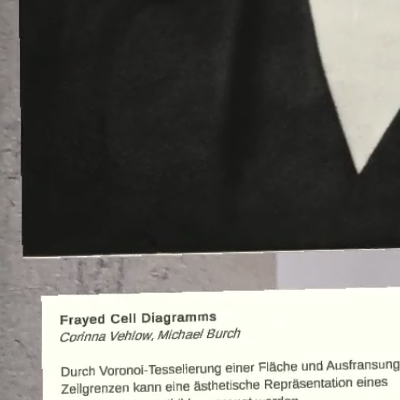 Frayed Cell Diagramms
Corinna Vehlow, Michael Burch
Durch Voronoi-Tesselierung einer Fläche und Ausfransung
Zellgrenzen kann eine ästhetische Repräsentation eines